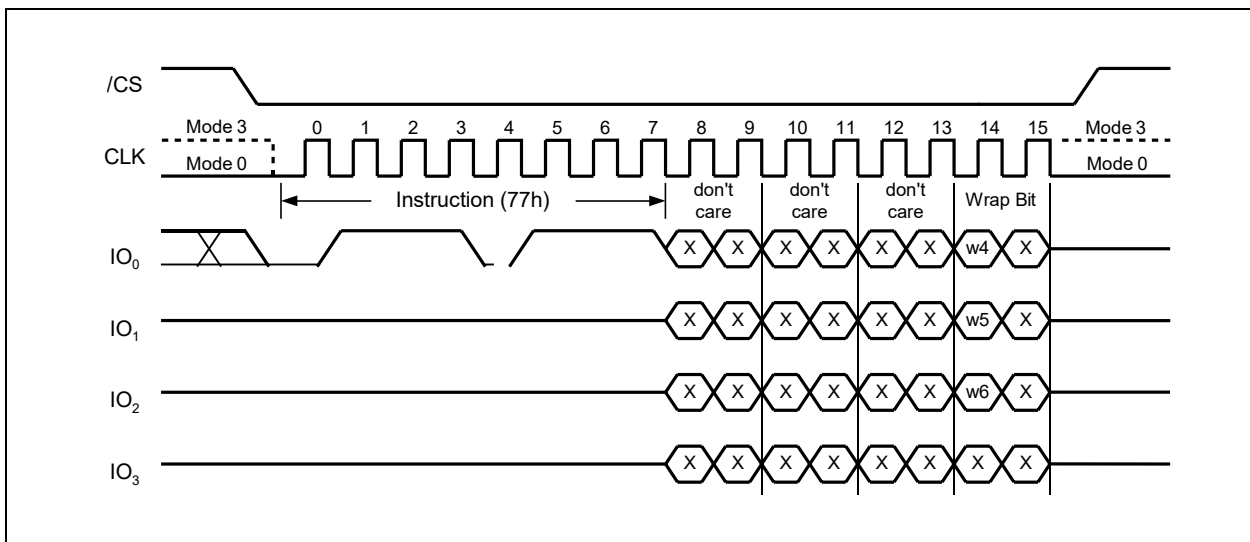 /CS
Mode 3 0 1 2 3 4 5 6 7 8 9 10 11 12 13 14 15 Mode 3
CLK
Mode 0 Mode 0
Instruction (77h) don't care don't care don't care Wrap Bit
IO0 X X X X X X w4 X
IO1 X X X X X X w5 X
IO2 X X X X X X w6 X
IO3 X X X X X X X X